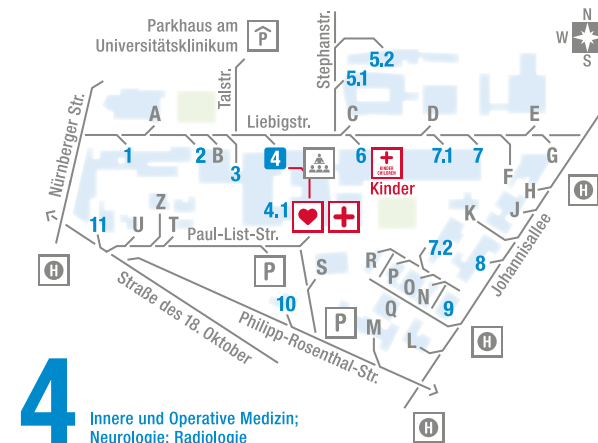 Parkhaus am
Universitätsklinikum
P
N
W
S
Stephanstr.
5.2
5.1
Talstr.
Nürnberger Str.
A
Liebigstr.
C
D
E
1
2
B
3
4
6
7.1
7
F
G
KINDER
CHILDREN
Kinder
H
H
J
K
Johannisallee
4.1
Z
11
U
T
Paul-List-Str.
H
P
S
R
P
O
N
7.2
8
9
Q
Straße des 18. Oktober
10
Philipp-Rosenthal-Str.
P
M
L
H
H
4
Innere und Operative Medizin;
Neurologie; Radiologie